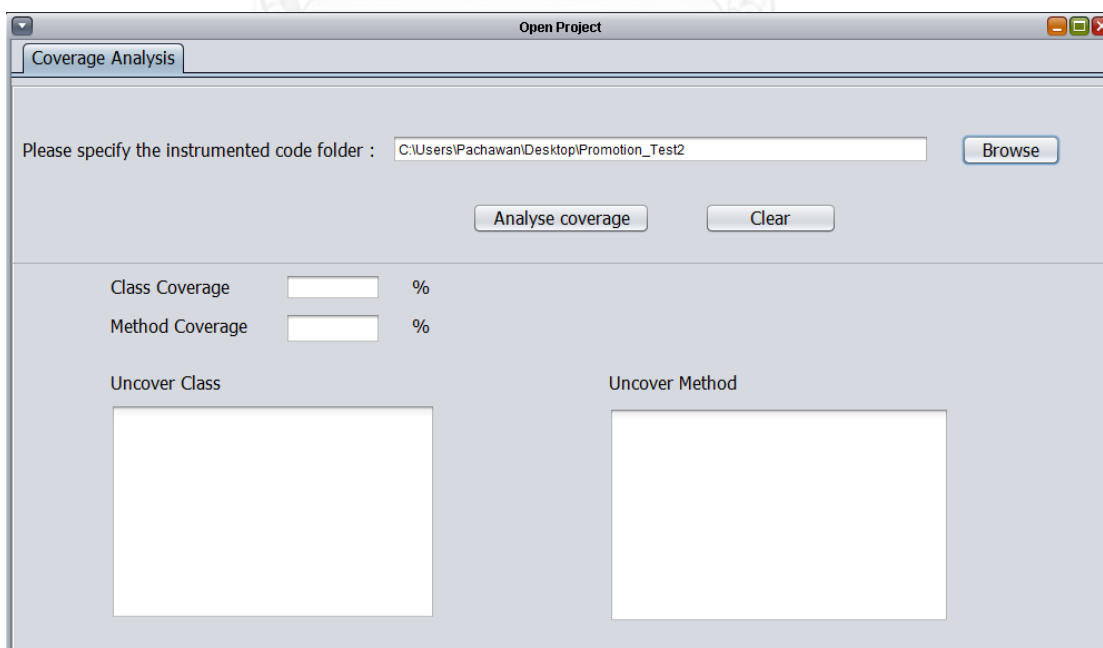 Open Project
Coverage Analysis
Please specify the instrumented code folder : C:\Users\Pachawan\Desktop\Promotion_Test2 Browse
Analyse coverage Clear
Class Coverage %
Method Coverage %
Uncover Class Uncover Method